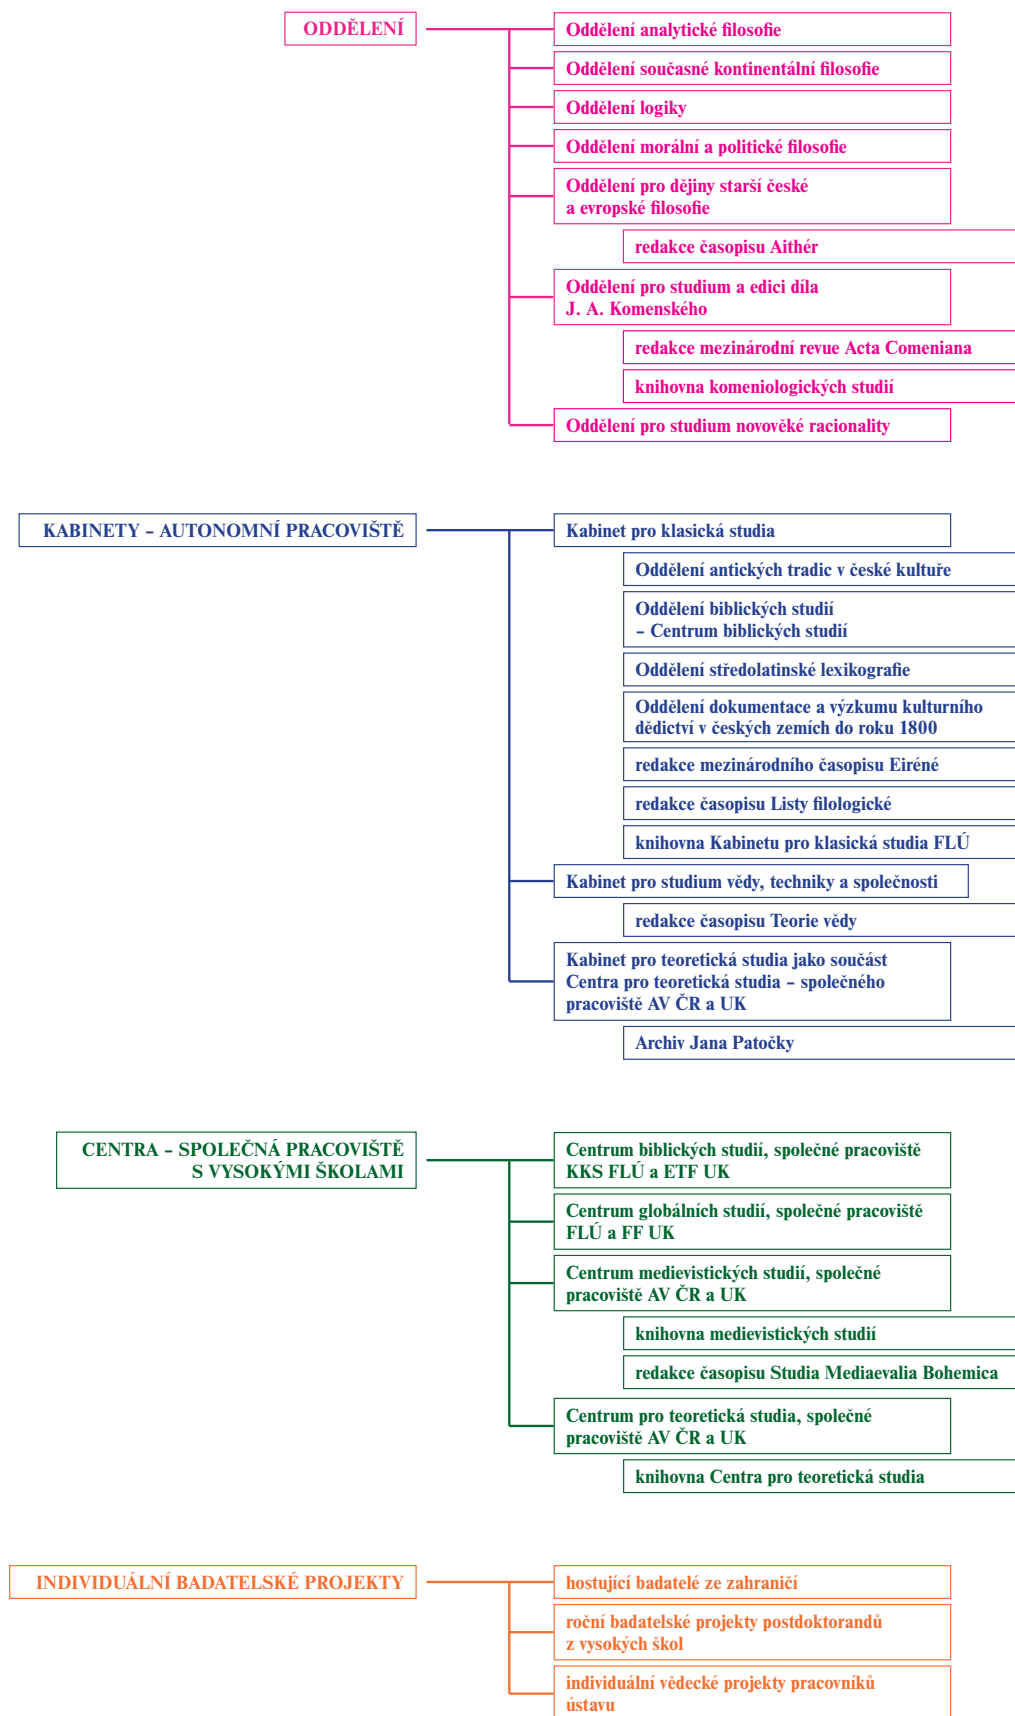 ODDĚLENÍ
Oddělení analytické filosofie
Oddělení současné kontinentální filosofie
Oddělení logiky
Oddělení morální a politické filosofie
Oddělení pro dějiny starší české
a evropské filosofie
redakce časopisu Aithér
Oddělení pro studium a edici díla
J. A. Komenského
redakce mezinárodní revue Acta Comeniana
knihovna komeniologických studií
Oddělení pro studium novověké racionality
KABINETY – AUTONOMNÍ PRACOVIŠTĚ
Kabinet pro klasická studia
Oddělení antických tradic v české kultuře
Oddělení biblických studií
– Centrum biblických studií
Oddělení středolatinské lexikografie
Oddělení dokumentace a výzkumu kulturního
dědictví v českých zemích do roku 1800
redakce mezinárodního časopisu Eiréné
redakce časopisu Listy filologické
knihovna Kabinetu pro klasická studia FLÚ
Kabinet pro studium vědy, techniky a společnosti
redakce časopisu Teorie vědy
Kabinet pro teoretická studia jako součást
Centra pro teoretická studia – společného
pracoviště AV ČR a UK
Archiv Jana Patočky
CENTRA – SPOLEČNÁ PRACOVIŠTĚ
S VYSOKÝMI ŠKOLAMI
Centrum biblických studií, společné pracoviště
KKS FLÚ a ETF UK
Centrum globálních studií, společné pracoviště
FLÚ a FF UK
Centrum medievistických studií, společné
pracoviště AV ČR a UK
knihovna medievistických studií
redakce časopisu Studia Mediaevalia Bohemica
Centrum pro teoretická studia, společné
pracoviště AV ČR a UK
knihovna Centra pro teoretická studia
INDIVIDUÁLNÍ BADATELSKÉ PROJEKTY
hostující badatelé ze zahraničí
roční badatelské projekty postdoktorandů
z vysokých škol
individuální vědecké projekty pracovníků
ústavu